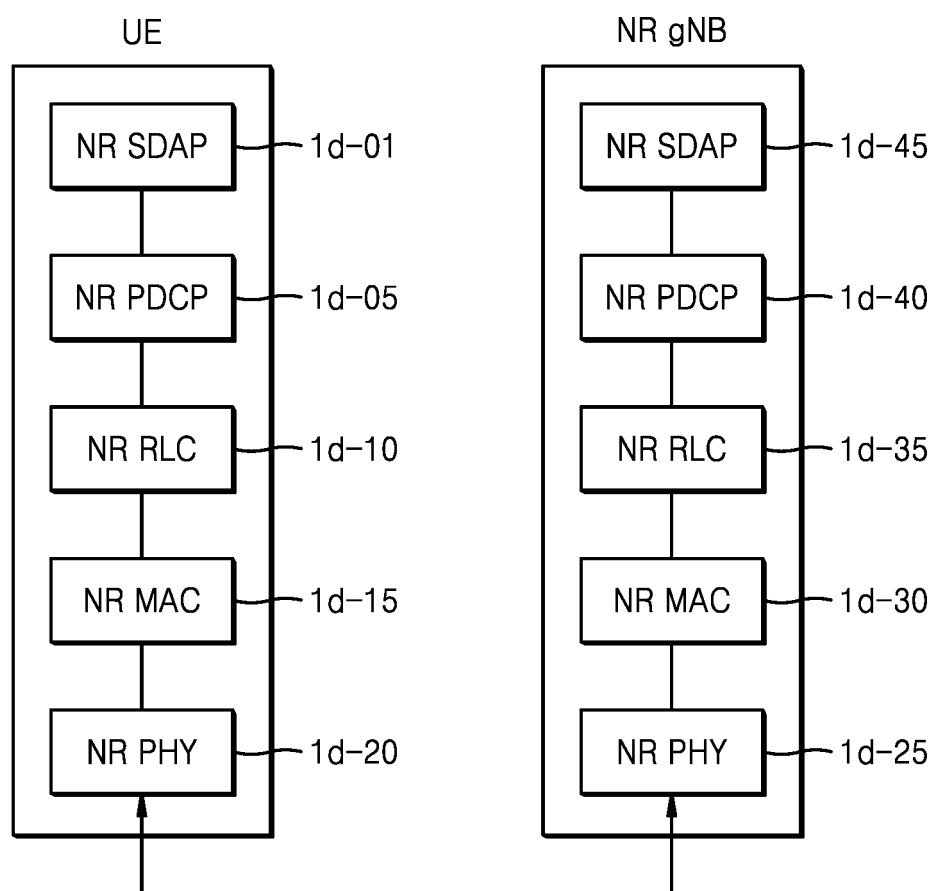 UE
NR SDAP 1d-01
NR PDCP 1d-05
NR RLC 1d-10
NR MAC 1d-15
NR PHY 1d-20
NR gNB
NR SDAP 1d-45
NR PDCP 1d-40
NR RLC 1d-35
NR MAC 1d-30
NR PHY 1d-25